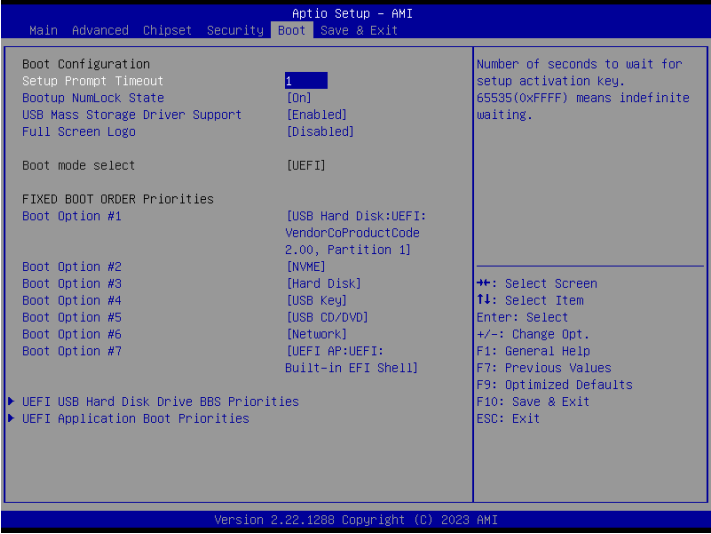 Aptio Setup - AMI
Main Advanced Chipset Security Boot Save & Exit
Boot Configuration
Setup Prompt Timeout 1
Bootup NumLock State [On]
USB Mass Storage Driver Support [Enabled]
Full Screen Logo [Disabled]
Boot mode select [UEFI]
FIXED BOOT ORDER Priorities
Boot Option #1 [USB Hard Disk:UEFI:
VendorCoProductCode
2.00, Partition 1]
Boot Option #2 [NVME]
Boot Option #3 [Hard Disk]
Boot Option #4 [USB Key]
Boot Option #5 [USB CD/DVD]
Boot Option #6 [Network]
Boot Option #7 [UEFI AP:UEFI:
Built-in EFI Shell]
UEFI USB Hard Disk Drive BBS Priorities
UEFI Application Boot Priorities
Number of seconds to wait for
setup activation key.
65535(0xFFFF) means indefinite
waiting.
→←: Select Screen
↑↓: Select Item
Enter: Select
+/-: Change Opt.
F1: General Help
F7: Previous Values
F9: Optimized Defaults
F10: Save & Exit
ESC: Exit
Version 2.22.1288 Copyright (C) 2023 AMI